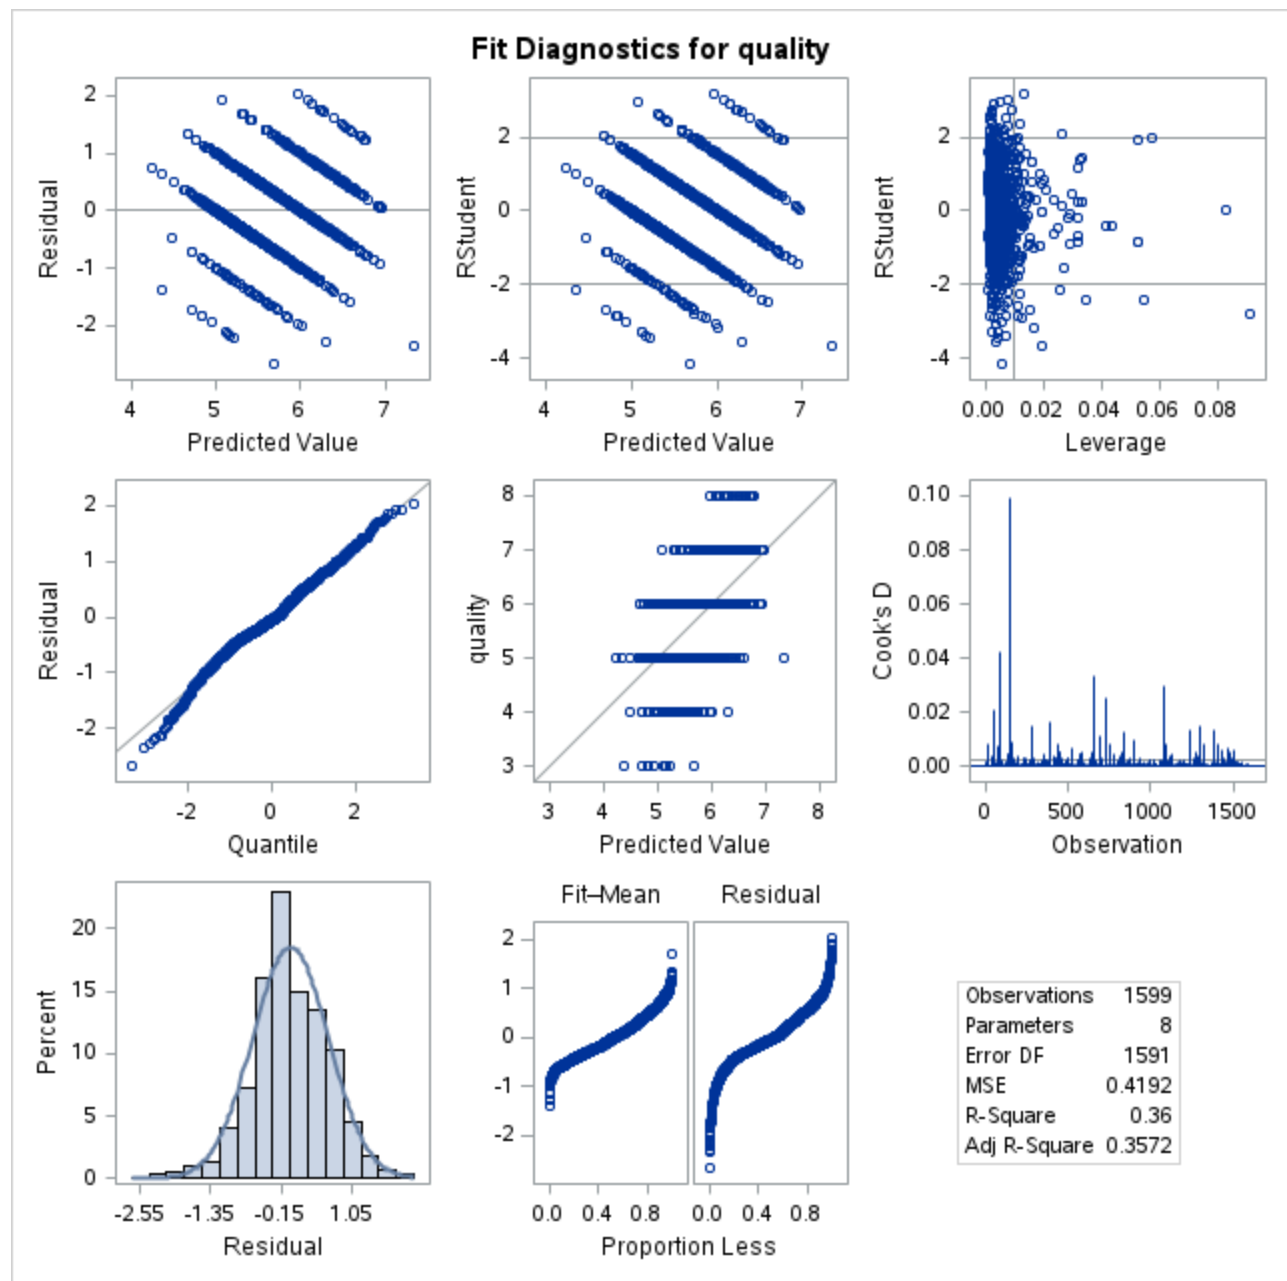 Fit Diagnostics for quality
Residual
2
1
0
-1
-2
4 5 6 7
Predicted Value
RStudent
2
0
-2
-4
4 5 6 7
Predicted Value
RStudent
2
0
-2
-4
0.00 0.02 0.04 0.06 0.08
Leverage
Residual
2
1
0
-1
-2
-2 0 2
Quantile
quality
8
7
6
5
4
3
3 4 5 6 7 8
Predicted Value
Cook's D
0.10
0.08
0.06
0.04
0.02
0.00
0 500 1000 1500
Observation
Percent
20
15
10
5
0
-2.55 -1.35 -0.15 1.05
Residual
Fit–Mean Residual
2
1
0
-1
-2
0.0 0.4 0.8 0.0 0.4 0.8
Proportion Less
Observations 1599
Parameters 8
Error DF 1591
MSE 0.4192
R-Square 0.36
Adj R-Square 0.3572